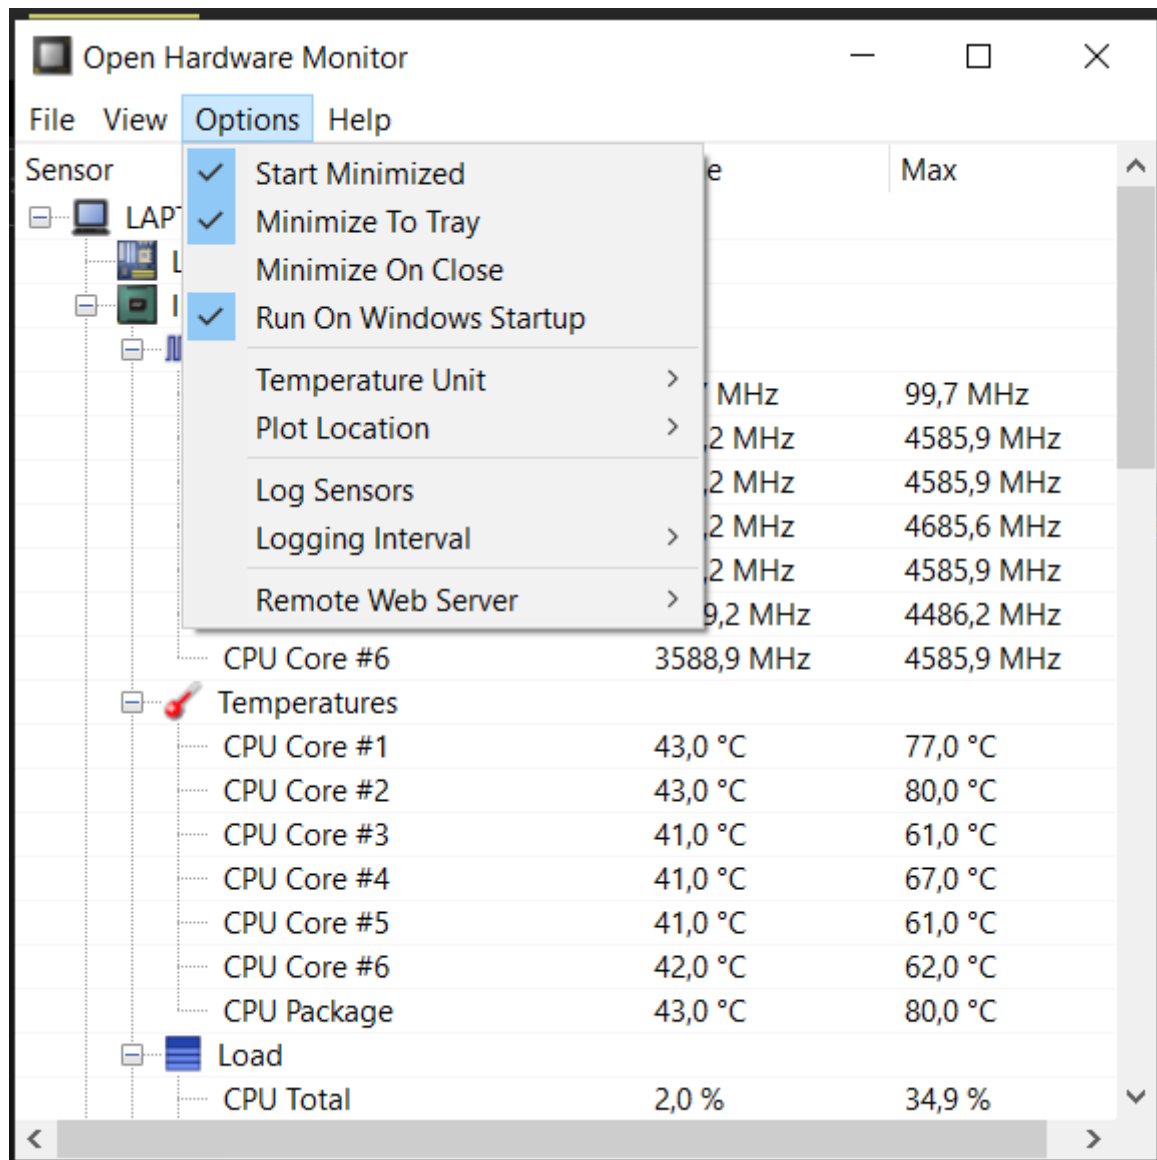 Open Hardware Monitor
File View Options Help
Sensor Max
Start Minimized
Minimize To Tray
Minimize On Close
Run On Windows Startup
Temperature Unit
Plot Location
Log Sensors
Logging Interval
Remote Web Server
MHz 99,7 MHz
,2 MHz 4585,9 MHz
,2 MHz 4585,9 MHz
,2 MHz 4685,6 MHz
,2 MHz 4585,9 MHz
9,2 MHz 4486,2 MHz
CPU Core #6 3588,9 MHz 4585,9 MHz
Temperatures
CPU Core #1 43,0 °C 77,0 °C
CPU Core #2 43,0 °C 80,0 °C
CPU Core #3 41,0 °C 61,0 °C
CPU Core #4 41,0 °C 67,0 °C
CPU Core #5 41,0 °C 61,0 °C
CPU Core #6 42,0 °C 62,0 °C
CPU Package 43,0 °C 80,0 °C
Load
CPU Total 2,0 % 34,9 %